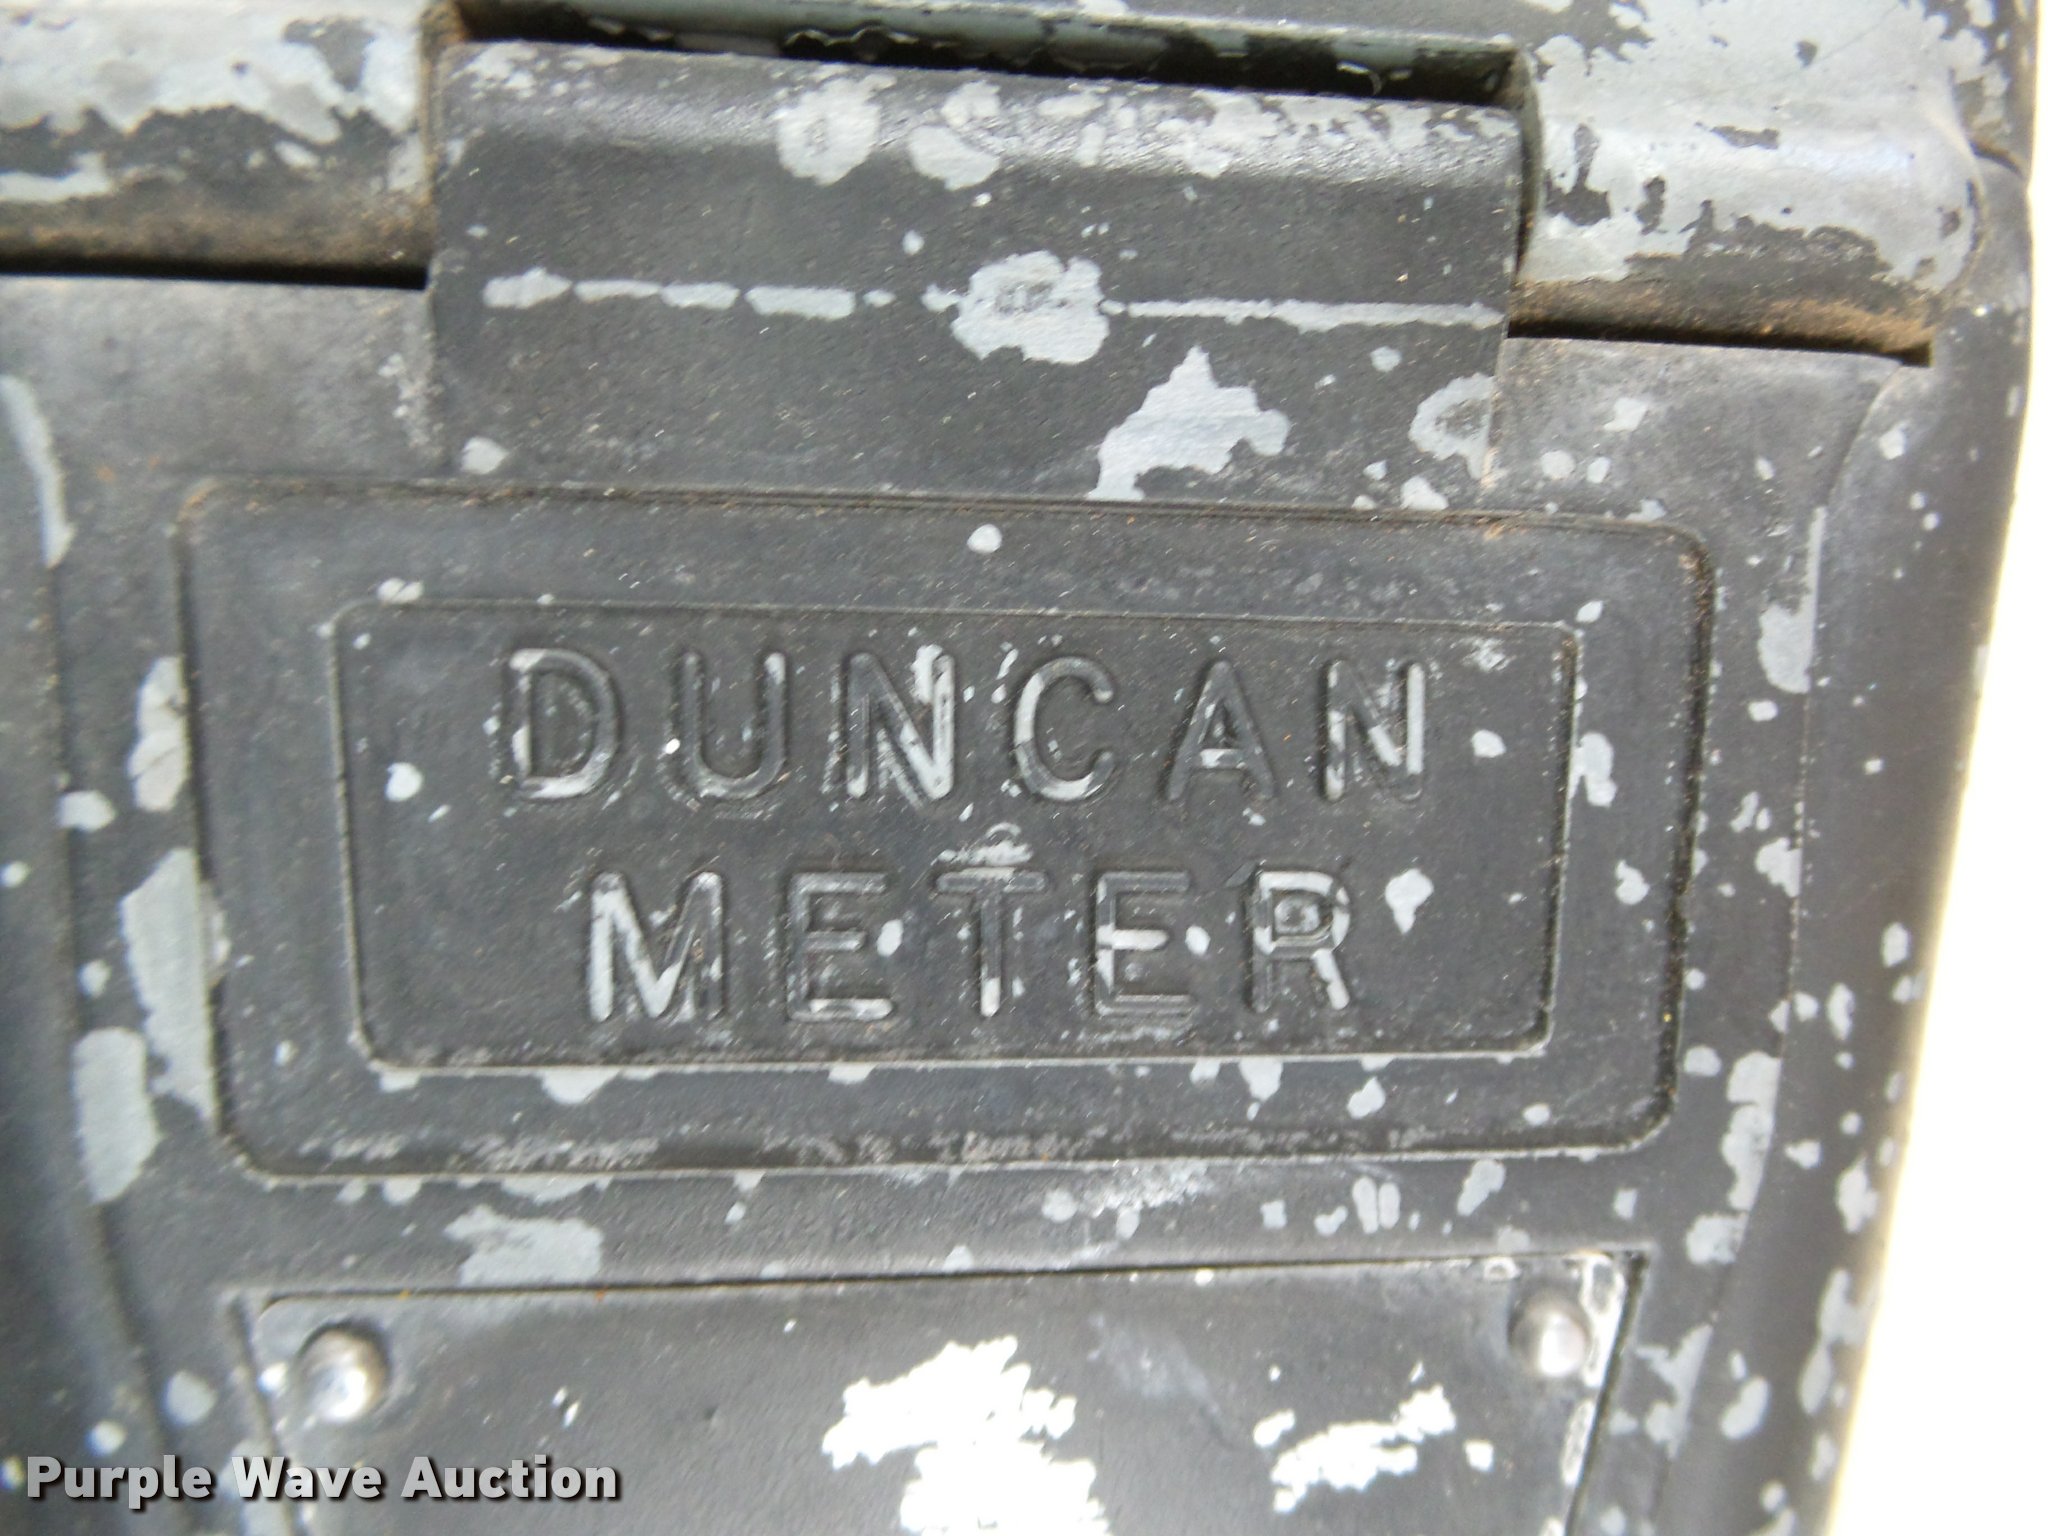 DUNCAN
METER
Purple Wave Auction